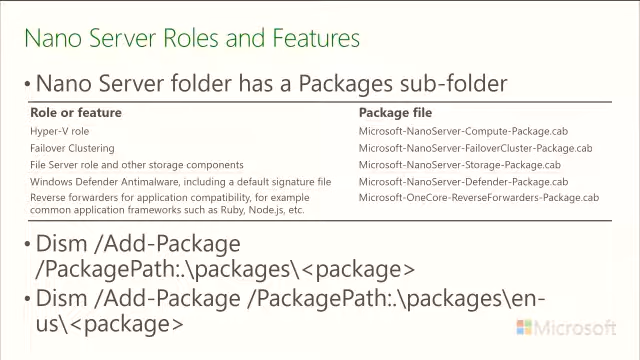 Nano Server Roles and Features
• Nano Server folder has a Packages sub-folder
Role or feature Package file
Hyper-V role Microsoft-NanoServer-Compute-Package.cab
Failover Clustering Microsoft-NanoServer-FailoverCluster-Package.cab
File Server role and other storage components Microsoft-NanoServer-Storage-Package.cab
Windows Defender Antimalware, including a default signature file Microsoft-NanoServer-Defender-Package.cab
Reverse forwarders for application compatibility, for example Microsoft-OneCore-ReverseForwarders-Package.cab
common application frameworks such as Ruby, Node.js, etc.
• Dism /Add-Package
/PackagePath:.\packages\<package>
• Dism /Add-Package /PackagePath:.\packages\en-
us\<package>
Microsoft